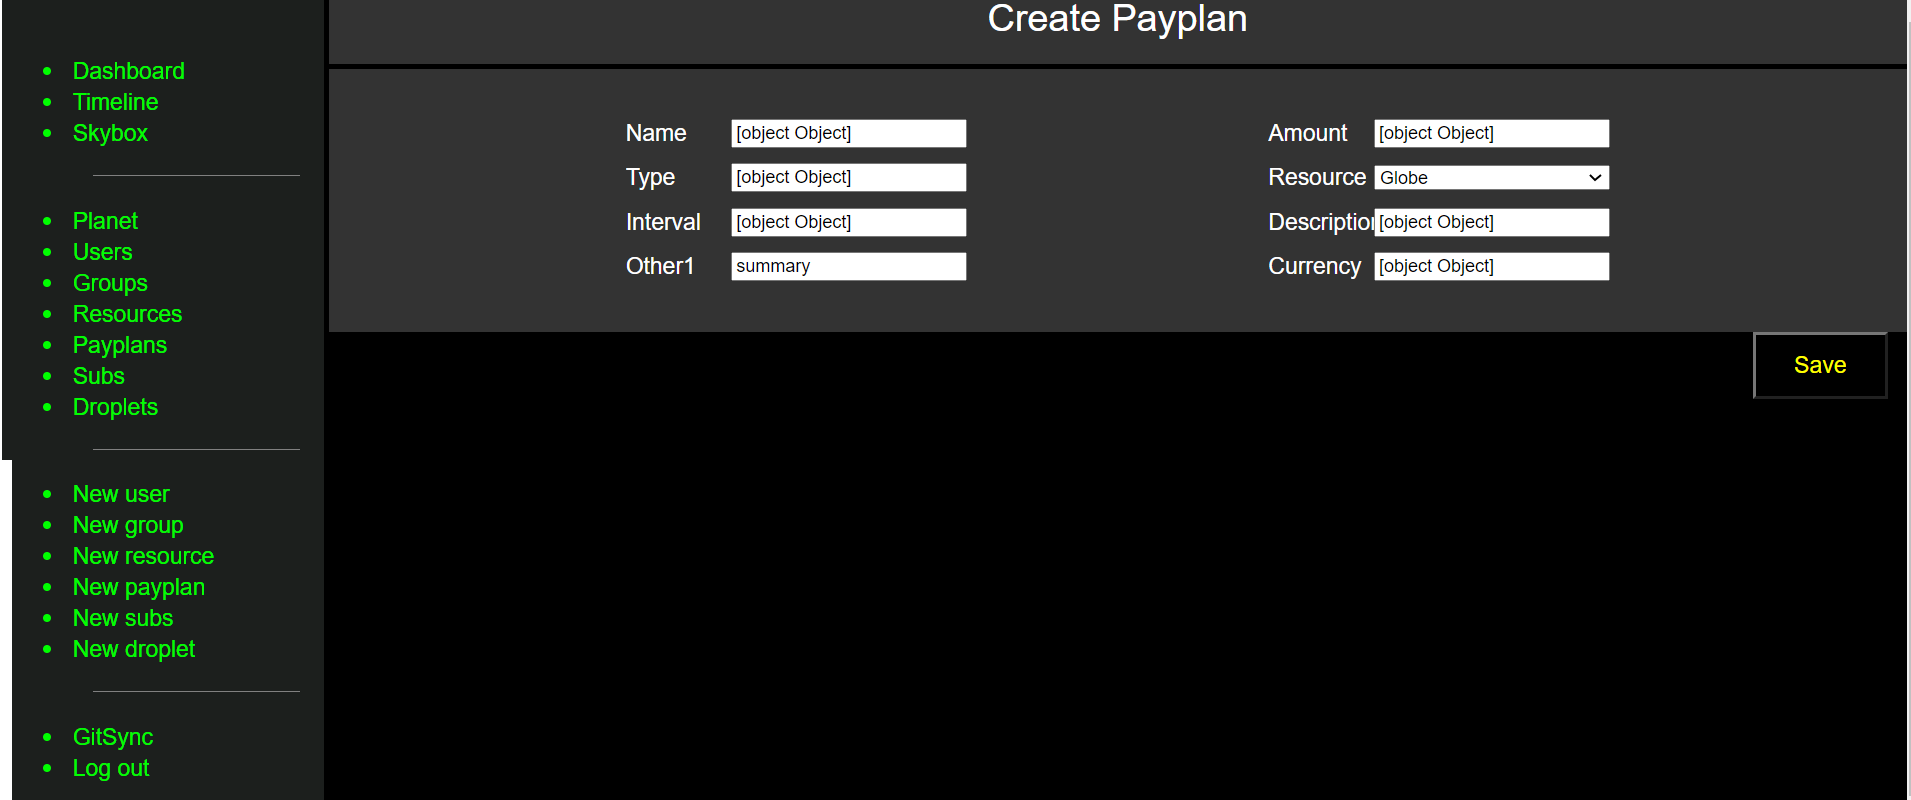 Dashboard
Timeline
Skybox
Planet
Users
Groups
Resources
Payplans
Subs
Droplets
New user
New group
New resource
New payplan
New subs
New droplet
GitSync
Log out
Create Payplan
Name [object Object]
Type [object Object]
Interval [object Object]
Other1 summary
Amount [object Object]
Resource Globe
Description [object Object]
Currency [object Object]
Save